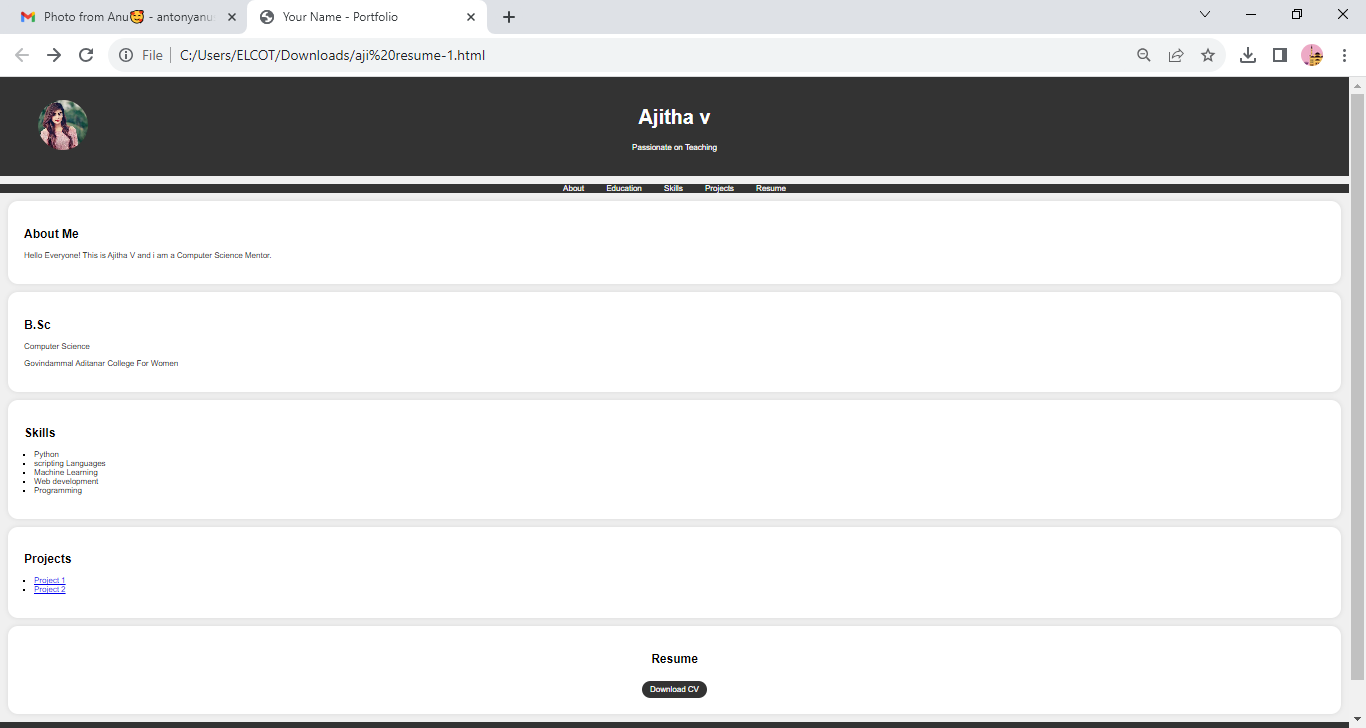 Photo from Anu🥰 - antonyanu
Your Name - Portfolio
File C:/Users/ELCOT/Downloads/aji%20resume-1.html
Ajitha v
Passionate on Teaching
About Education Skills Projects Resume
About Me
Hello Everyone! This is Ajitha V and i am a Computer Science Mentor.
B.Sc
Computer Science
Govindammal Aditanar College For Women
Skills
Python
scripting Languages
Machine Learning
Web development
Programming
Projects
Project 1
Project 2
Resume
Download CV